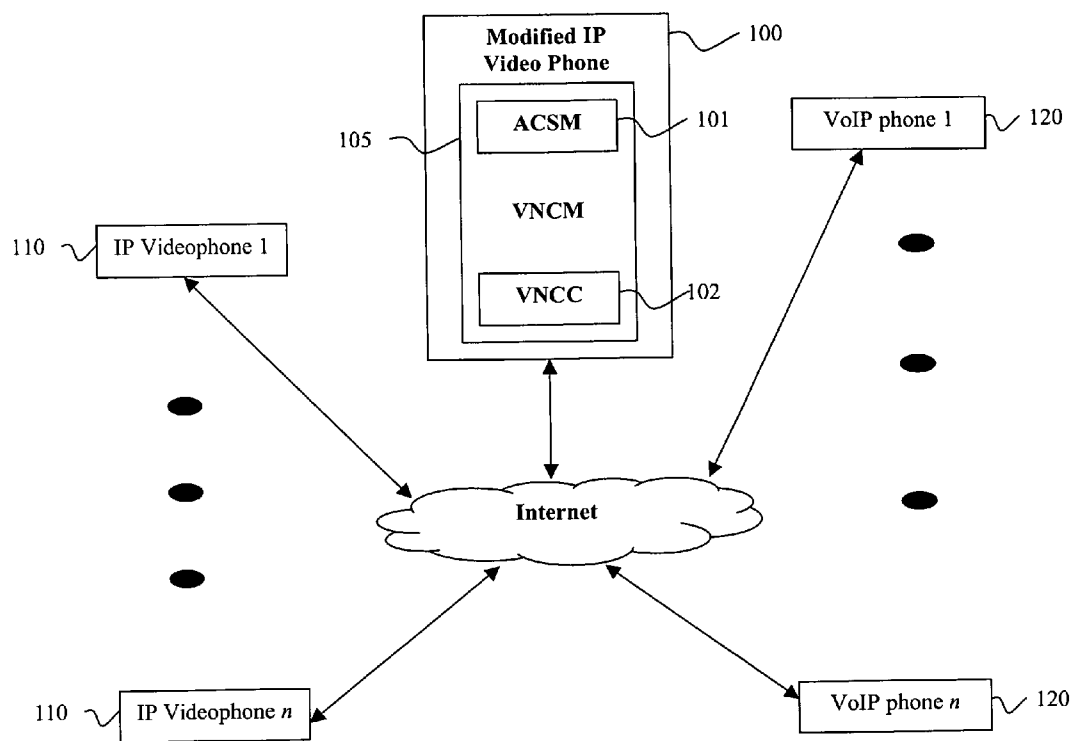 Modified IP
Video Phone
100
ACSM
101
105
VoIP phone 1
120
VNCM
110
IP Videophone 1
VNCC
102
Internet
110
IP Videophone n
VoIP phone n
120